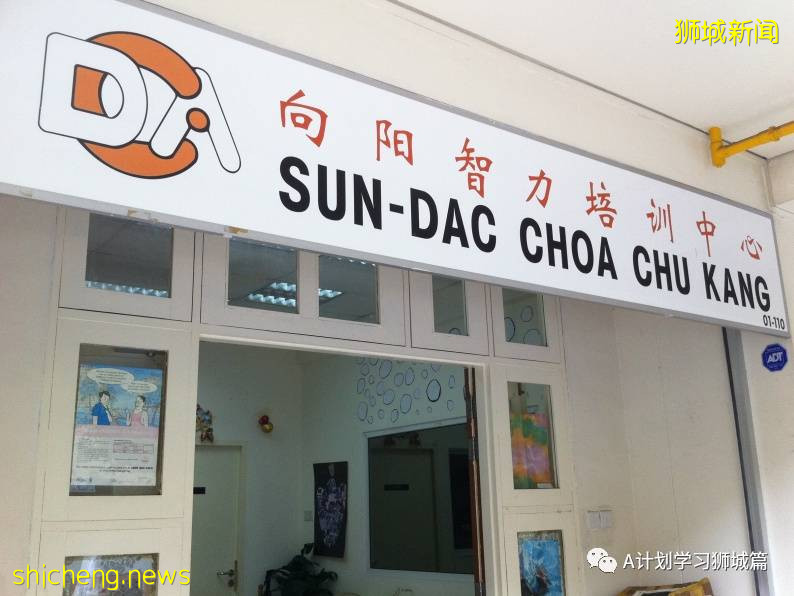 狮城新闻
DA
向阳智力培训中心
SUN-DAC CHOA CHU KANG
01-110
ADT
A计划学习狮城篇
shicheng.news